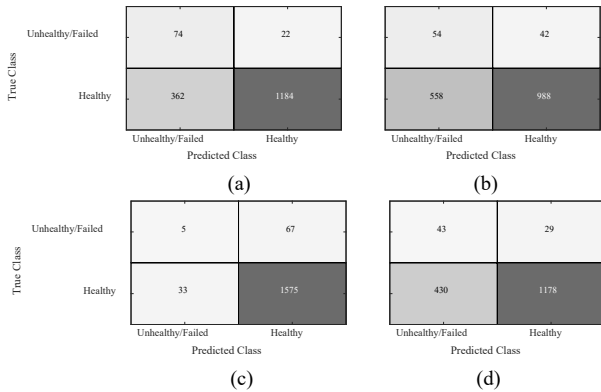 Unhealthy/Failed 74 22 54 42
True Class
Healthy 362 1184 558 988
Unhealthy/Failed Healthy Unhealthy/Failed Healthy
Predicted Class Predicted Class
(a) (b)
Unhealthy/Failed 5 67 43 29
True Class
Healthy 33 1575 430 1178
Unhealthy/Failed Healthy Unhealthy/Failed Healthy
Predicted Class Predicted Class
(c) (d)